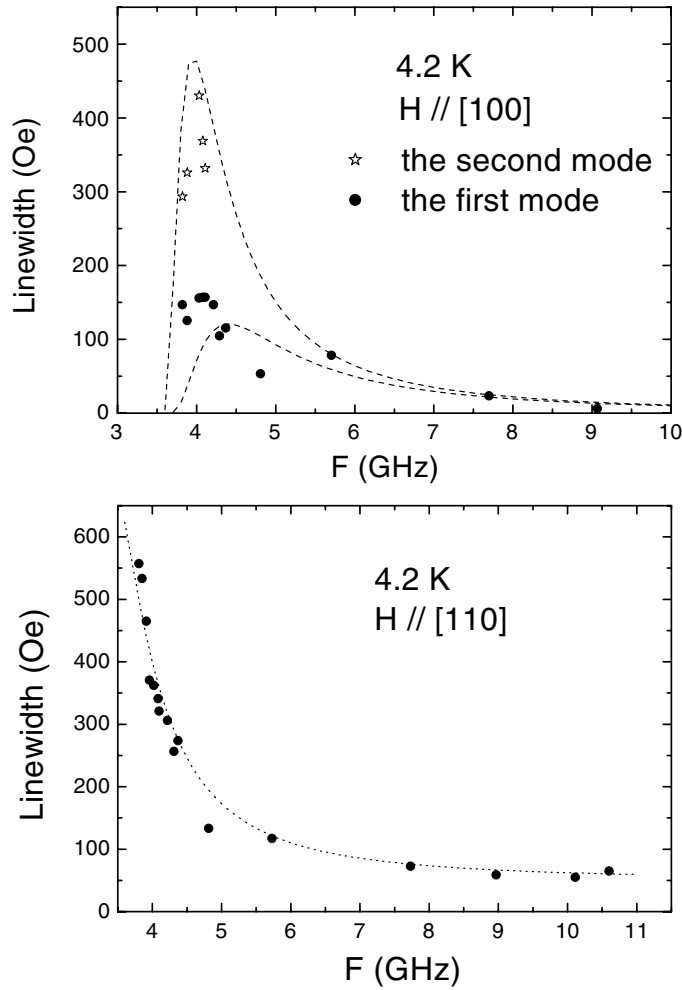 500
400
300
200
100
0
Linewidth (Oe)
4.2 K
H // [100]
the second mode
the first mode
3 4 5 6 7 8 9 10
F (GHz)
600
500
400
300
200
100
0
Linewidth (Oe)
4.2 K
H // [110]
4 5 6 7 8 9 10 11
F (GHz)